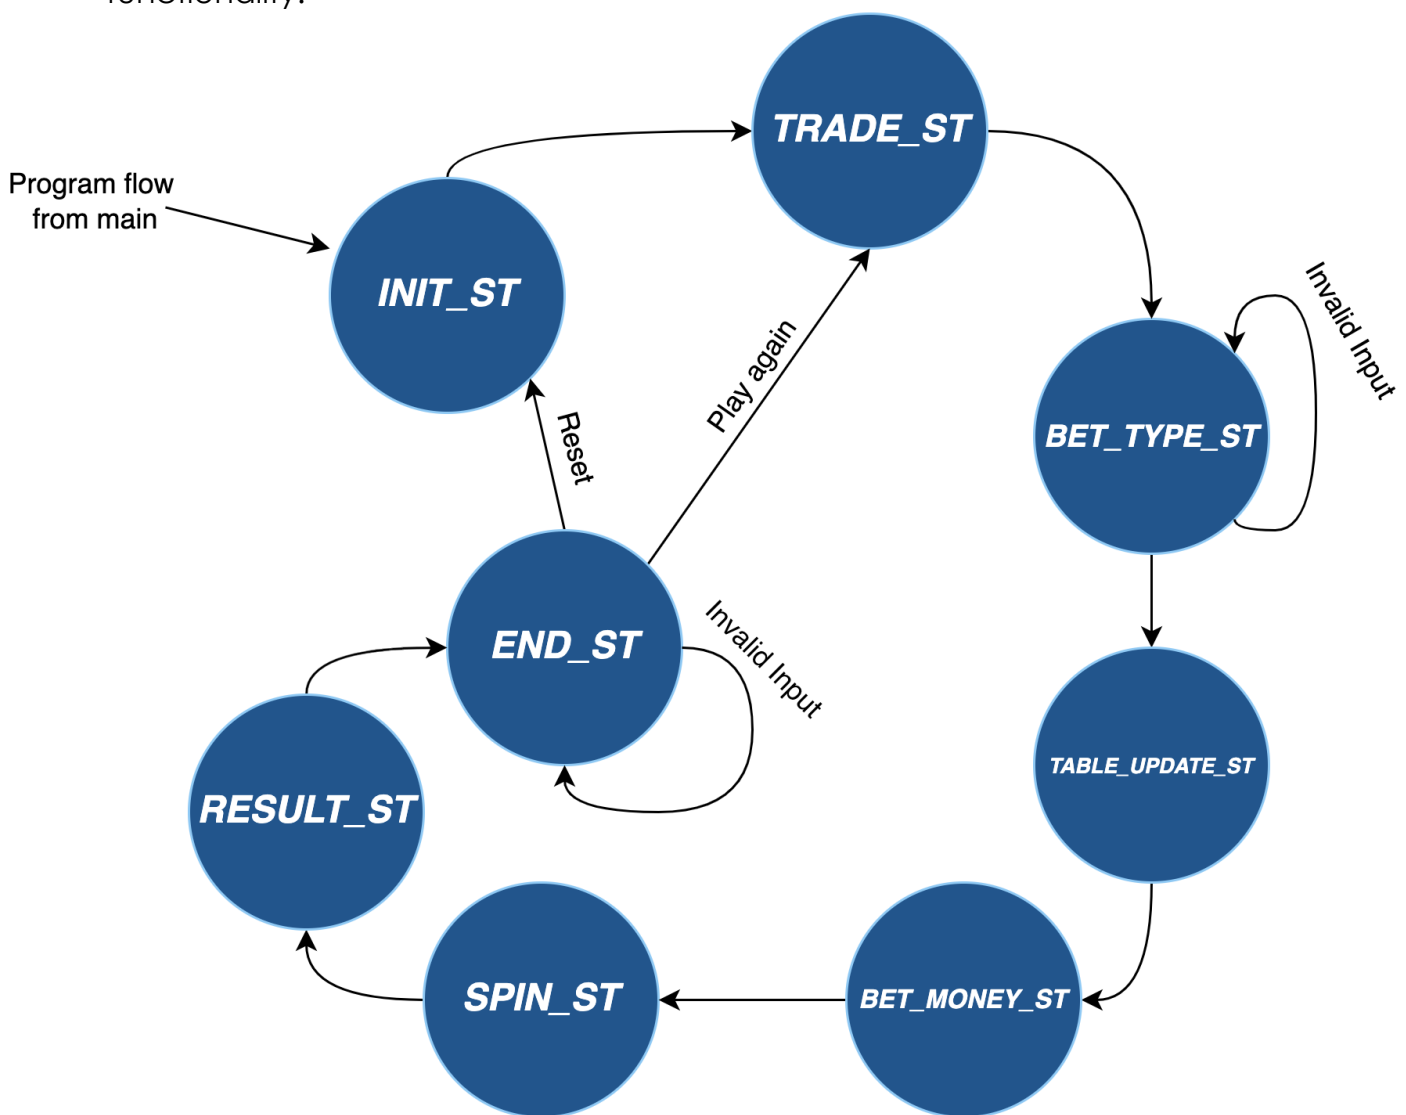 functionality.
TRADE_ST
Program flow
from main
INIT_ST
Invalid Input
Play again
BET_TYPE_ST
Reset
END_ST
Invalid Input
TABLE_UPDATE_ST
RESULT_ST
SPIN_ST
BET_MONEY_ST